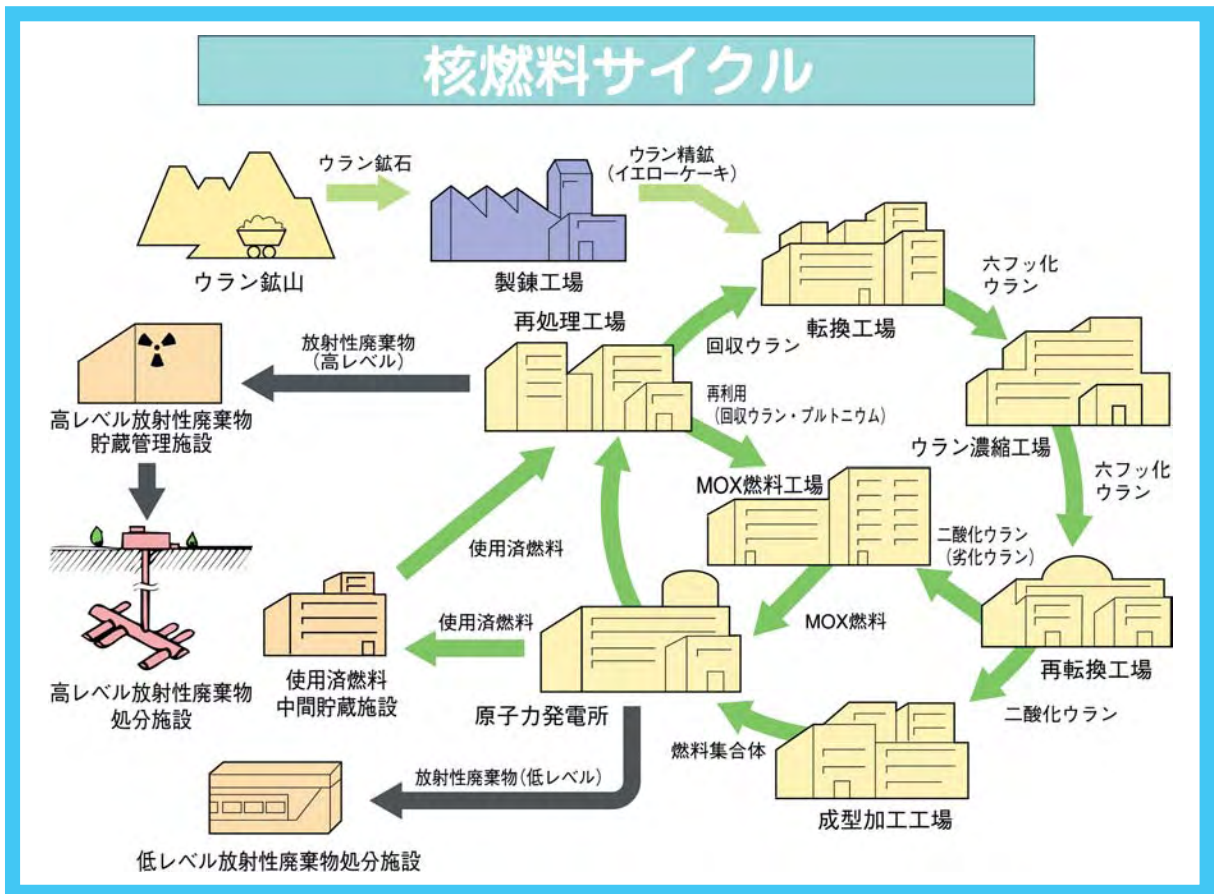 核燃料サイクル
ウラン鉱石
ウラン精鉱
(イエローケーキ)
ウラン鉱山
製錬工場
転換工場
六フッ化
ウラン
再処理工場
回収ウラン
放射性廃棄物
(高レベル)
再利用
(回収ウラン・プルトニウム)
高レベル放射性廃棄物
貯蔵管理施設
ウラン濃縮工場
六フッ化
ウラン
MOX燃料工場
二酸化ウラン
(劣化ウラン)
使用済燃料
使用済燃料
MOX燃料
再転換工場
高レベル放射性廃棄物
処分施設
使用済燃料
中間貯蔵施設
原子力発電所
二酸化ウラン
燃料集合体
放射性廃棄物(低レベル)
成型加工工場
低レベル放射性廃棄物処分施設